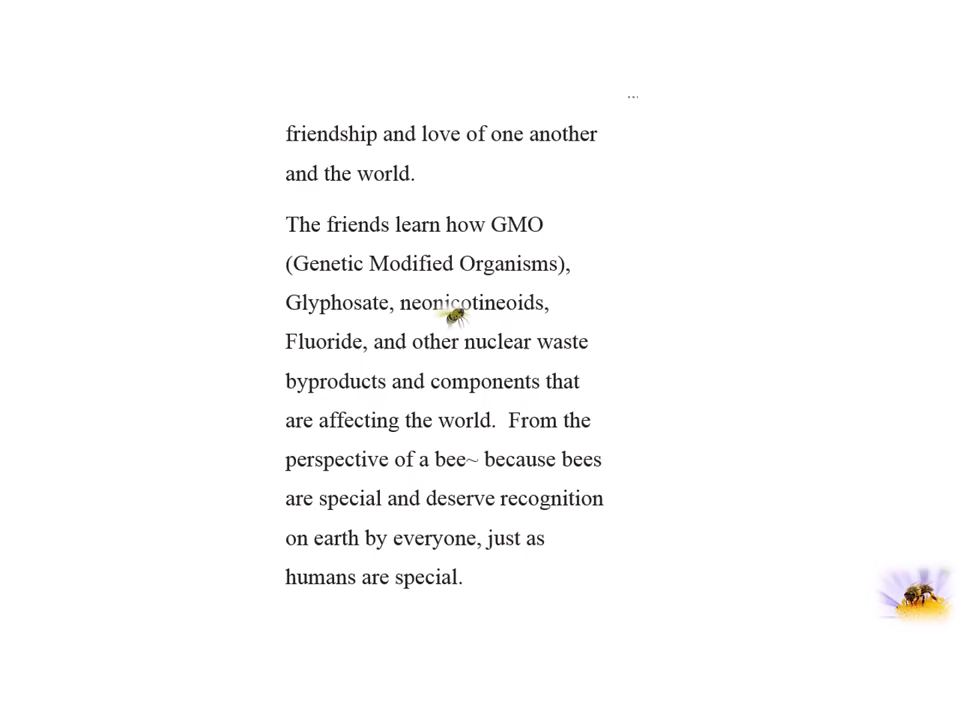 ...
friendship and love of one another
and the world.
The friends learn how GMO
(Genetic Modified Organisms),
Glyphosate, neonicotineoids,
Fluoride, and other nuclear waste
byproducts and components that
are affecting the world.  From the
perspective of a bee~ because bees
are special and deserve recognition
on earth by everyone, just as
humans are special.